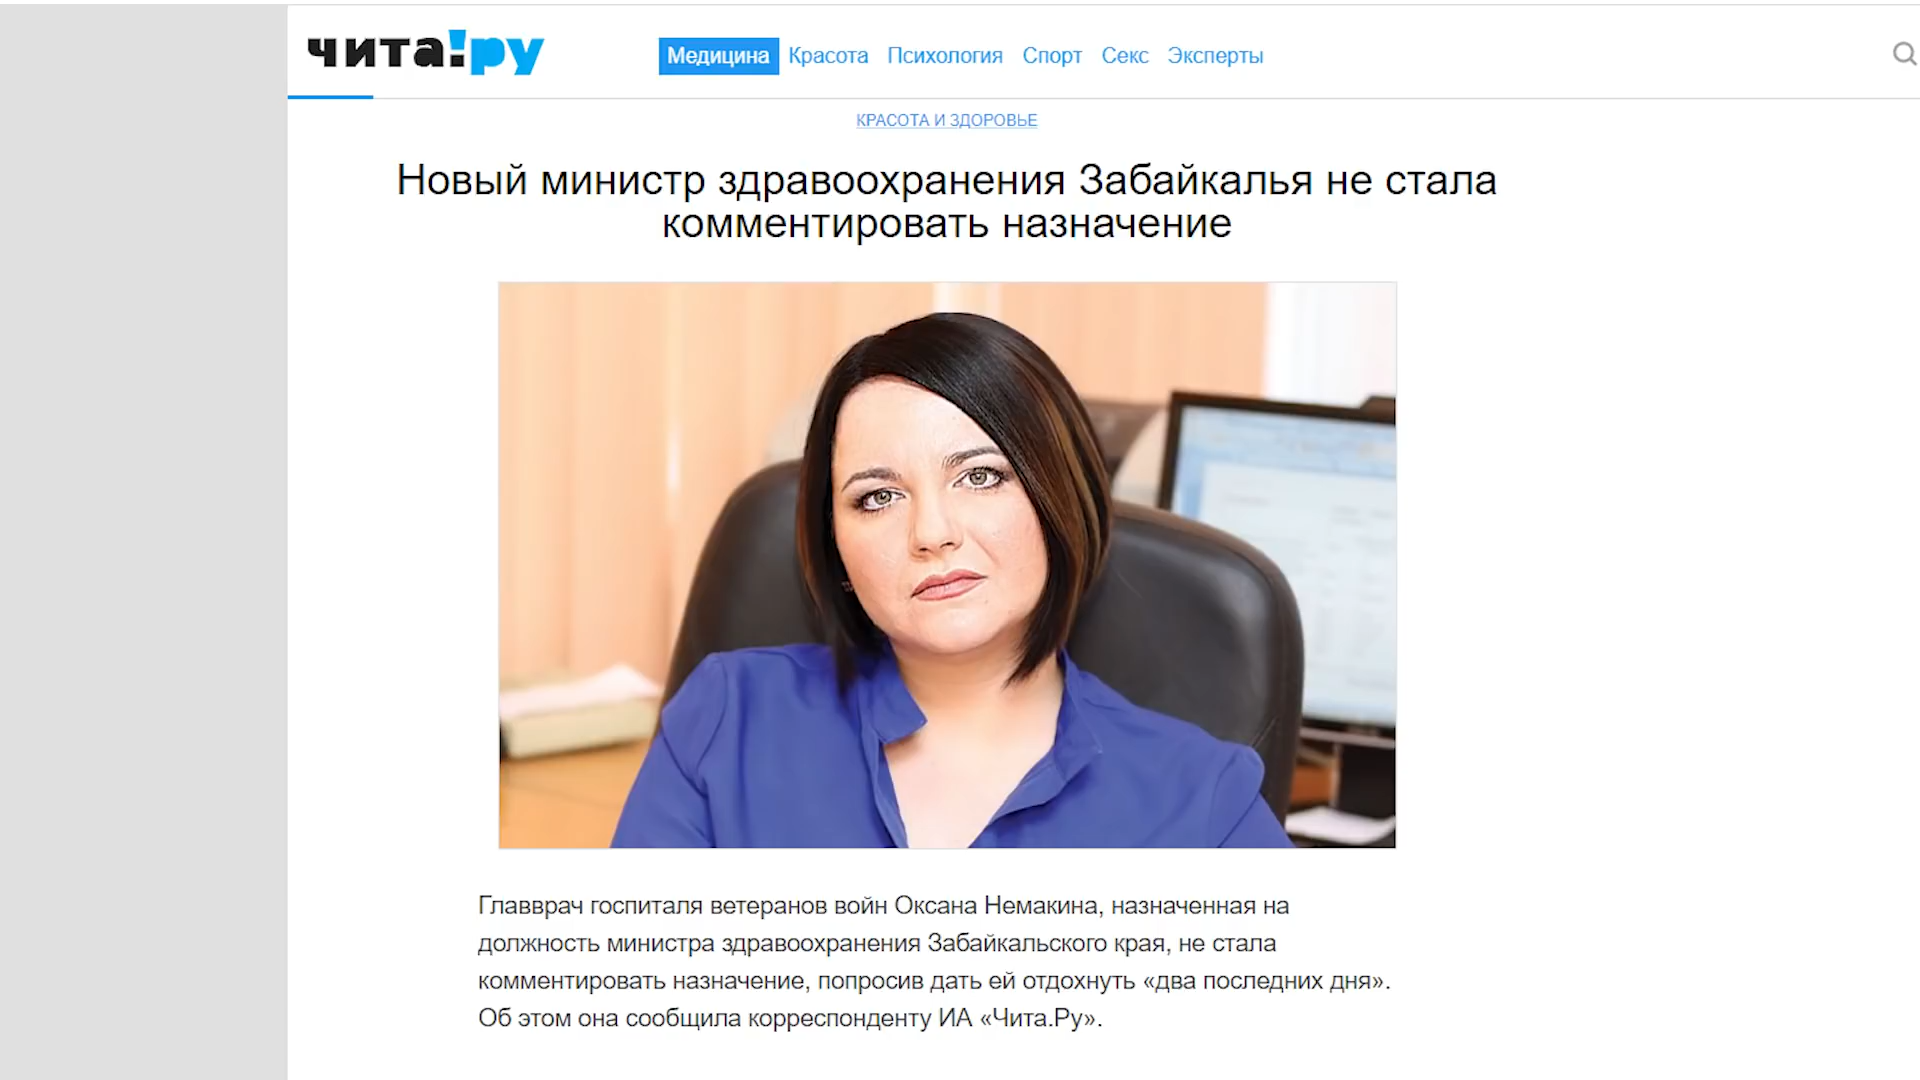 чита!ру
Медицина Красота Психология Спорт Секс Эксперты
КРАСОТА И ЗДОРОВЬЕ
Новый министр здравоохранения Забайкалья не стала
комментировать назначение
Главврач госпиталя ветеранов войн Оксана Немакина, назначенная на
должность министра здравоохранения Забайкальского края, не стала
комментировать назначение, попросив дать ей отдохнуть «два последних дня».
Об этом она сообщила корреспонденту ИА «Чита.Ру».